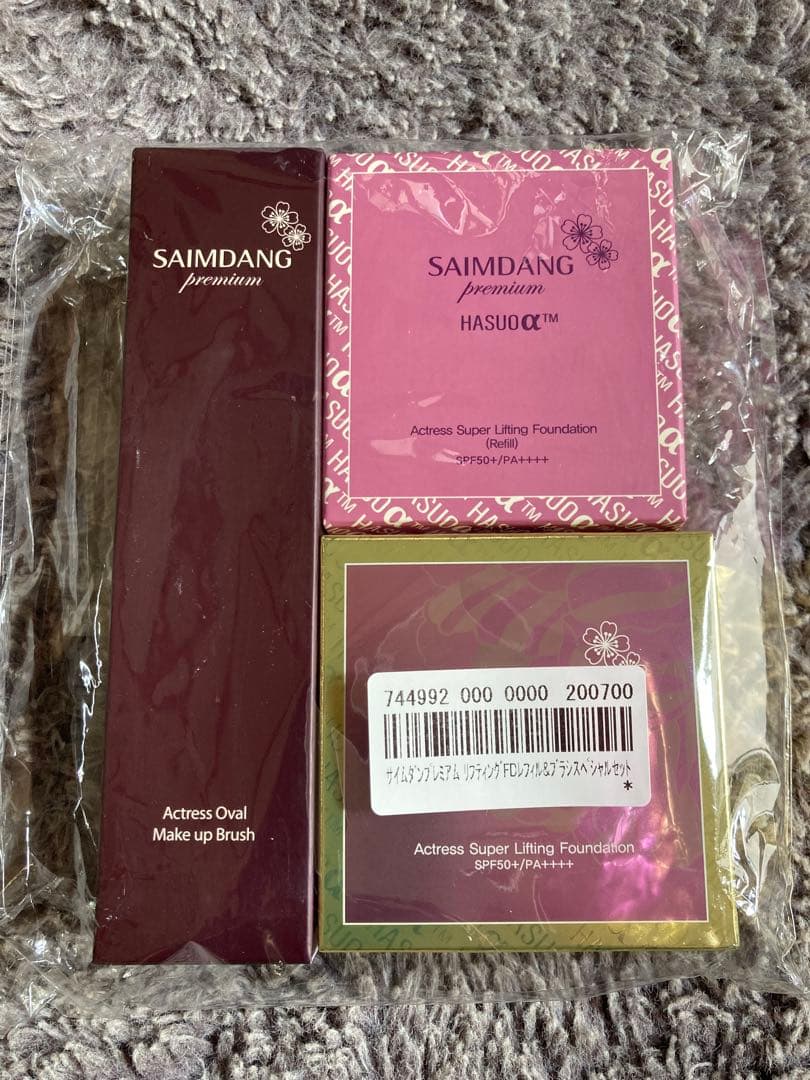 SAIMDANG
premium
Actress Oval
Make up Brush
SAIMDANG
premium
HASUOα™
Actress Super Lifting Foundation
(Refill)
SPF50+/PA++++
744992 000 0000 200700
サイムダンプレミアム リフティングFDレフィル&ブラシスペシャルセット
*
Actress Super Lifting Foundation
SPF50+/PA++++